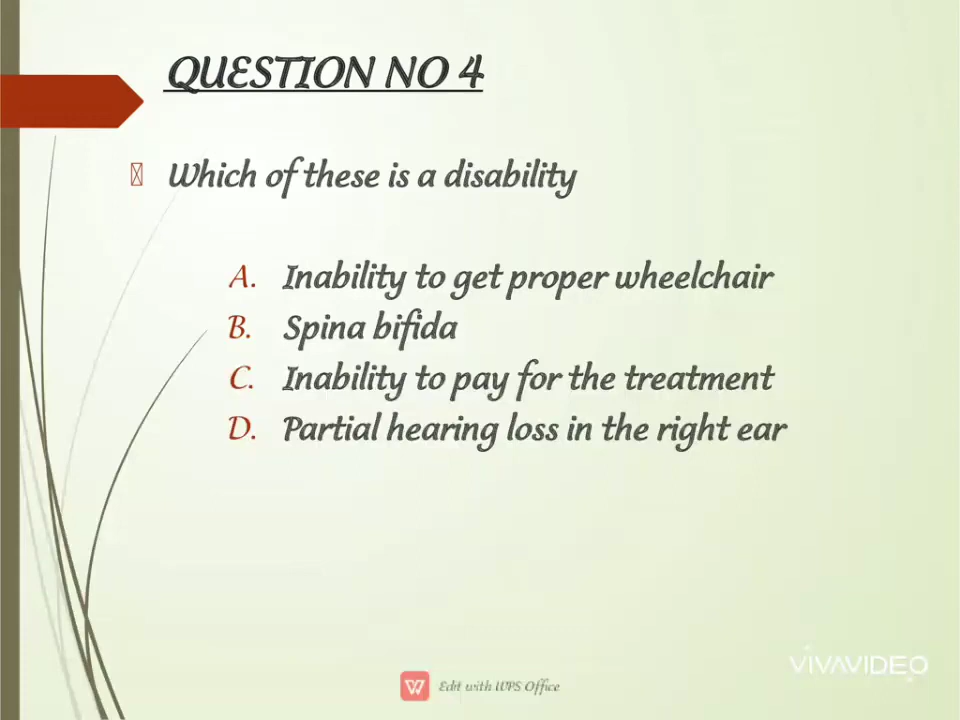 QUESTION NO 4
Which of these is a disability
A. Inability to get proper wheelchair
B. Spina bifida
C. Inability to pay for the treatment
D. Partial hearing loss in the right ear
Edit with WPS Office
VIVAVIDEO